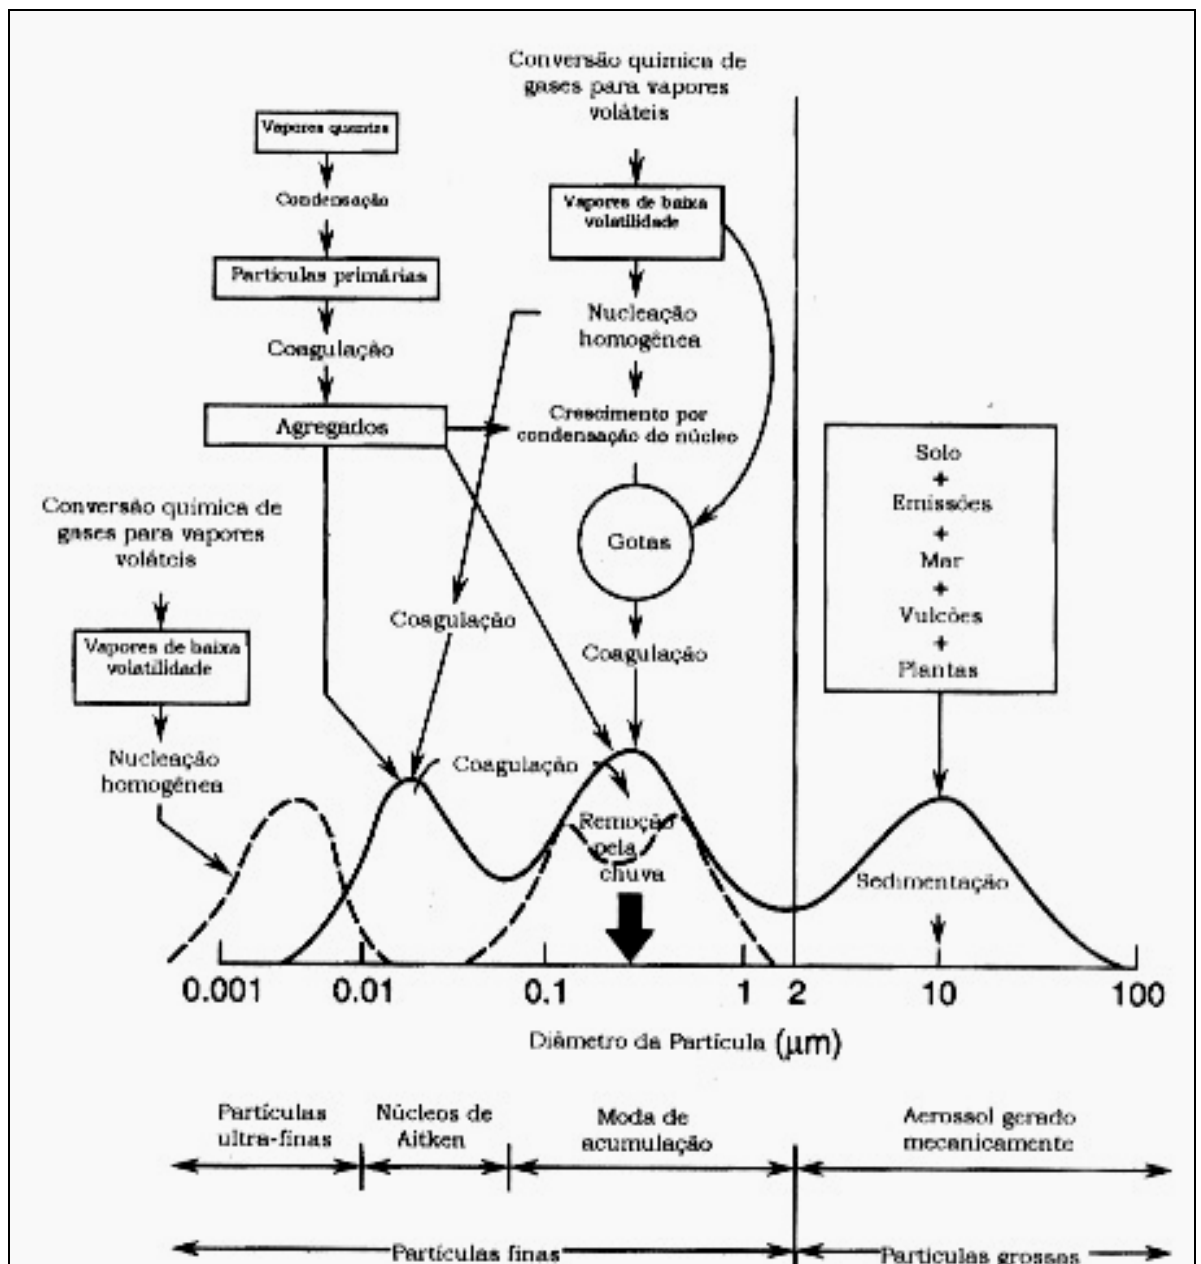 Conversão química de
gases para vapores
voláteis
Vapores quentes
Condensação
Vapores de baixa
volatilidade
Partículas primárias
Nucleação
homogênea
Coagulação
Agregados
Crescimento por
condensação do núcleo
Solo
+
Emissões
+
Mar
+
Vulcões
+
Plantas
Conversão química de
gases para vapores
voláteis
Gotas
Coagulação
Vapores de baixa
volatilidade
Coagulação
Nucleação
homogênea
Coagulação
Remoção
pela
chuva
Sedimentação
0.001 0.01 0.1 1 2 10 100
Diâmetro da Partícula (μm)
Partículas
ultra-finas
Núcleos de
Aitken
Moda de
acumulação
Aerossol gerado
mecanicamente
Partículas finas
Partículas grossas